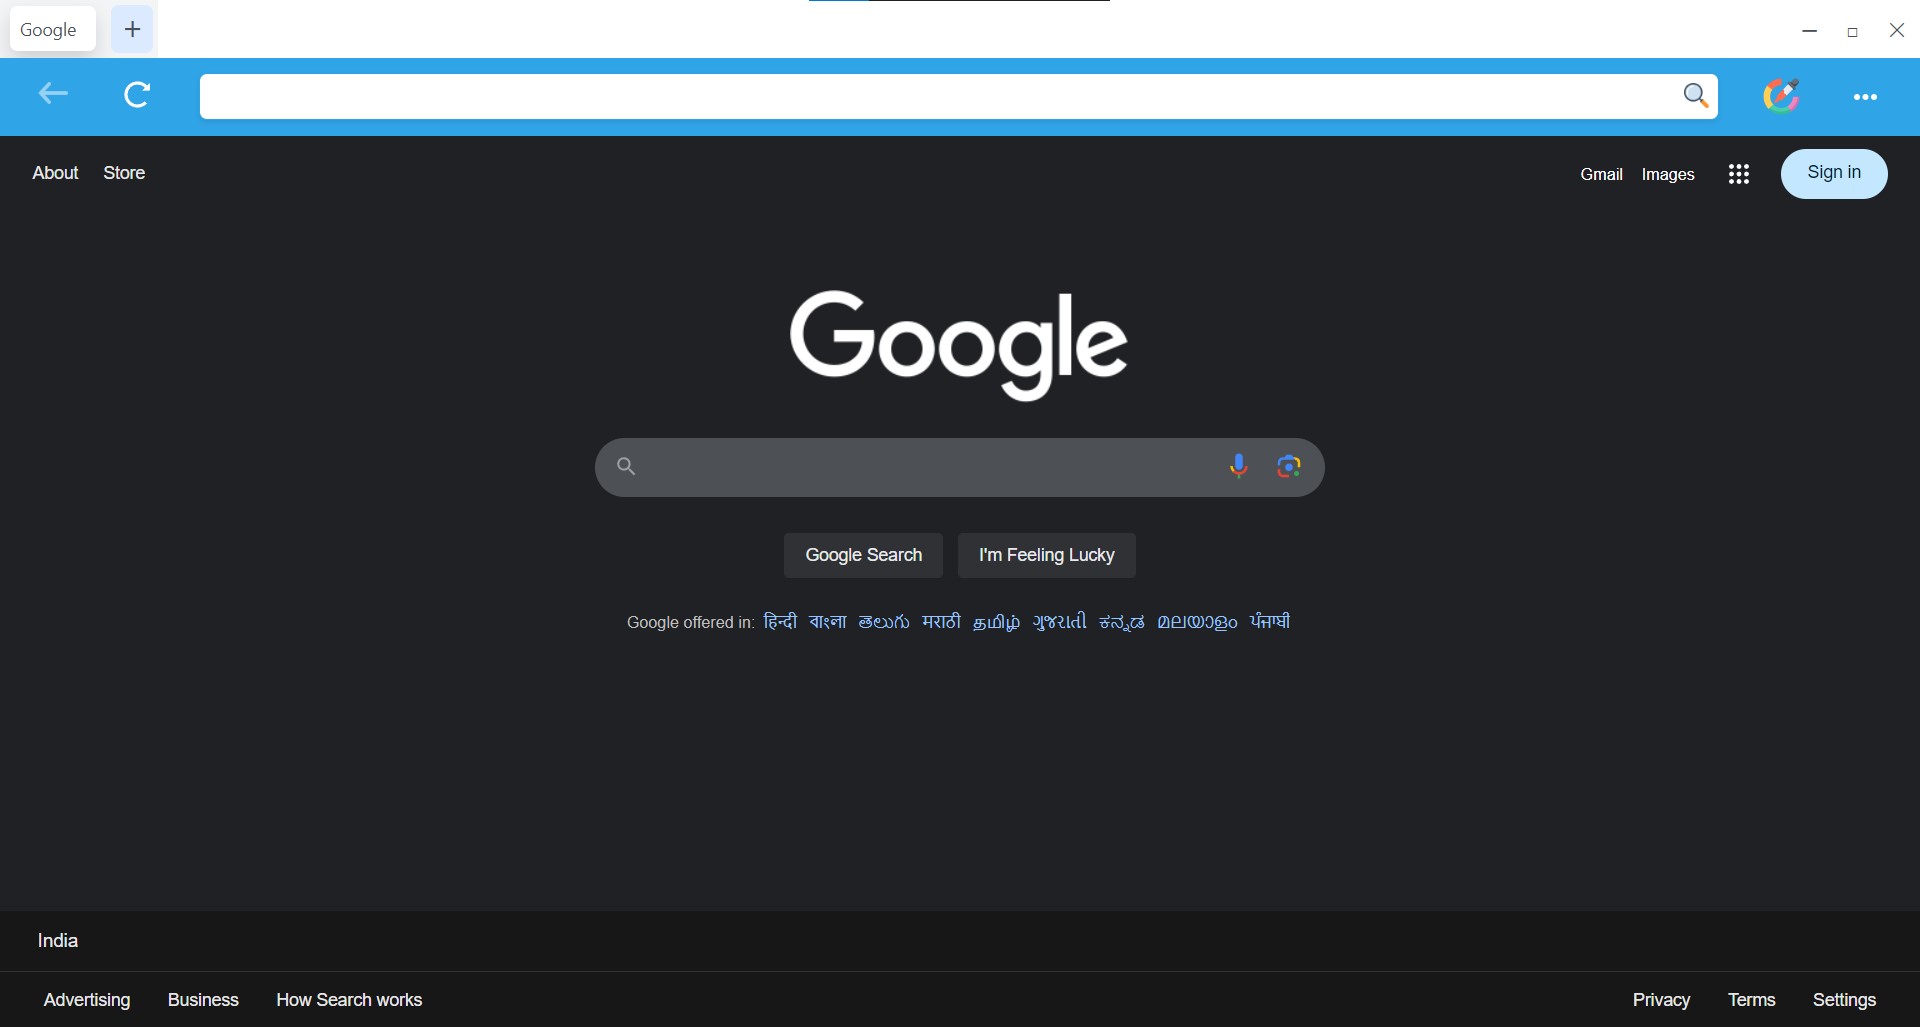 Google
About Store
Gmail Images Sign in
Google
Google Search I'm Feeling Lucky
Google offered in: हिन्दी বাংলা తెలుగు मराठी தமிழ் ગુજરાતી ಕನ್ನಡ മലയാളം ਪੰਜਾਬੀ
India
Advertising Business How Search works
Privacy Terms Settings